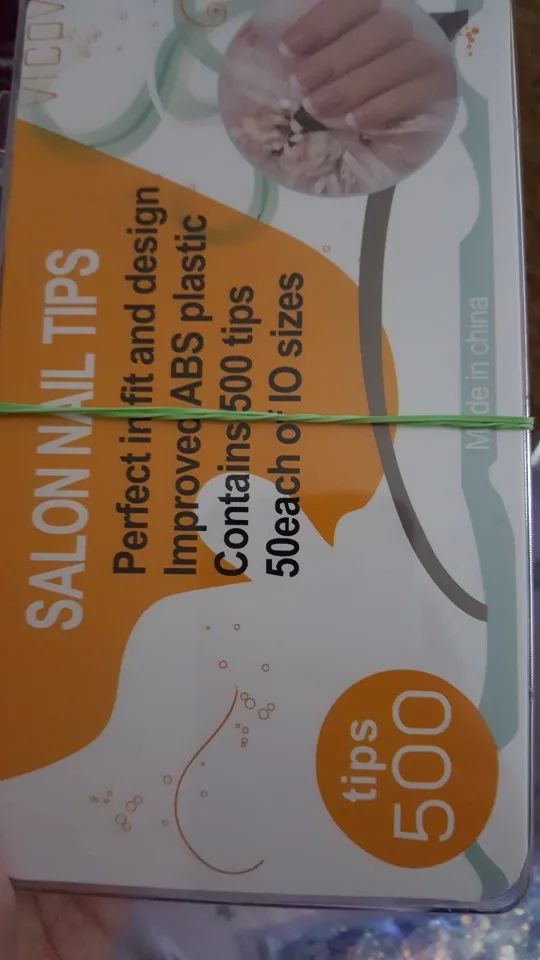 SALON NAIL TIPS
Perfect in fit and design
Improved ABS plastic
Contains 500 tips
50each of IO sizes
Made in china
tips
500